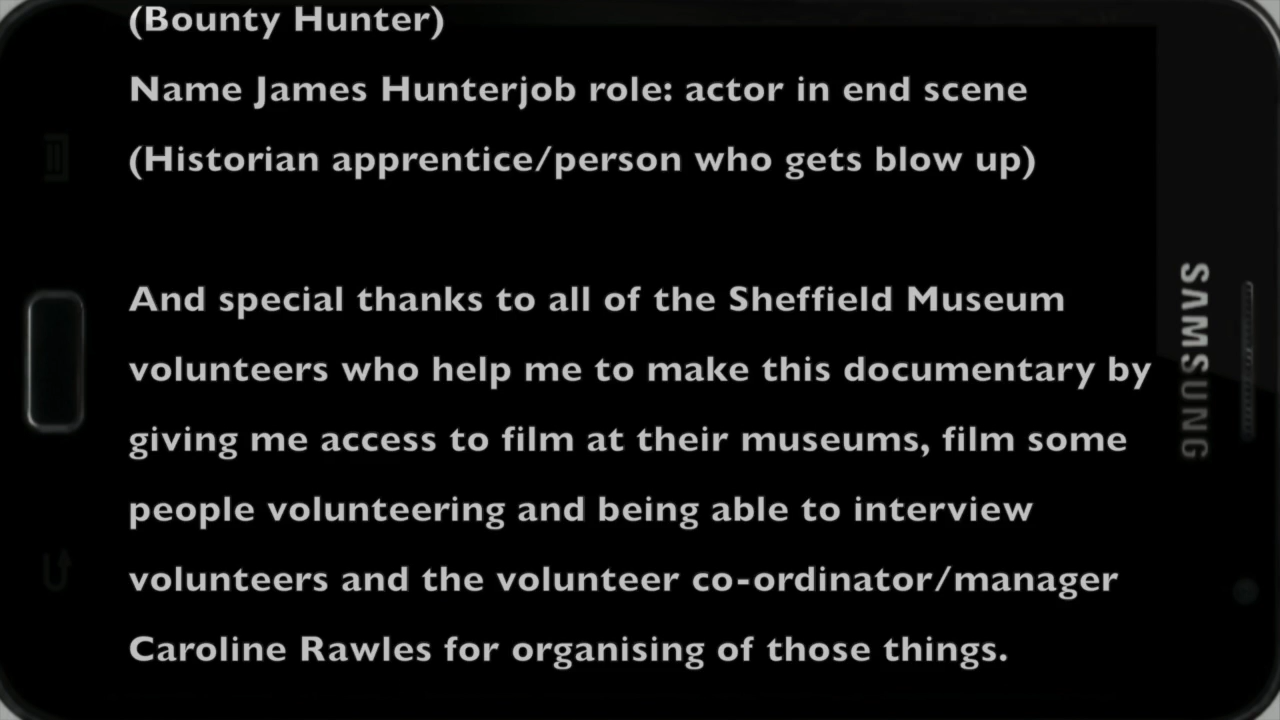 (Bounty Hunter)
Name James Hunterjob role: actor in end scene
(Historian apprentice/person who gets blow up)
And special thanks to all of the Sheffield Museum
volunteers who help me to make this documentary by
giving me access to film at their museums, film some
people volunteering and being able to interview
volunteers and the volunteer co-ordinator/manager
Caroline Rawles for organising of those things.
SAMSUNG